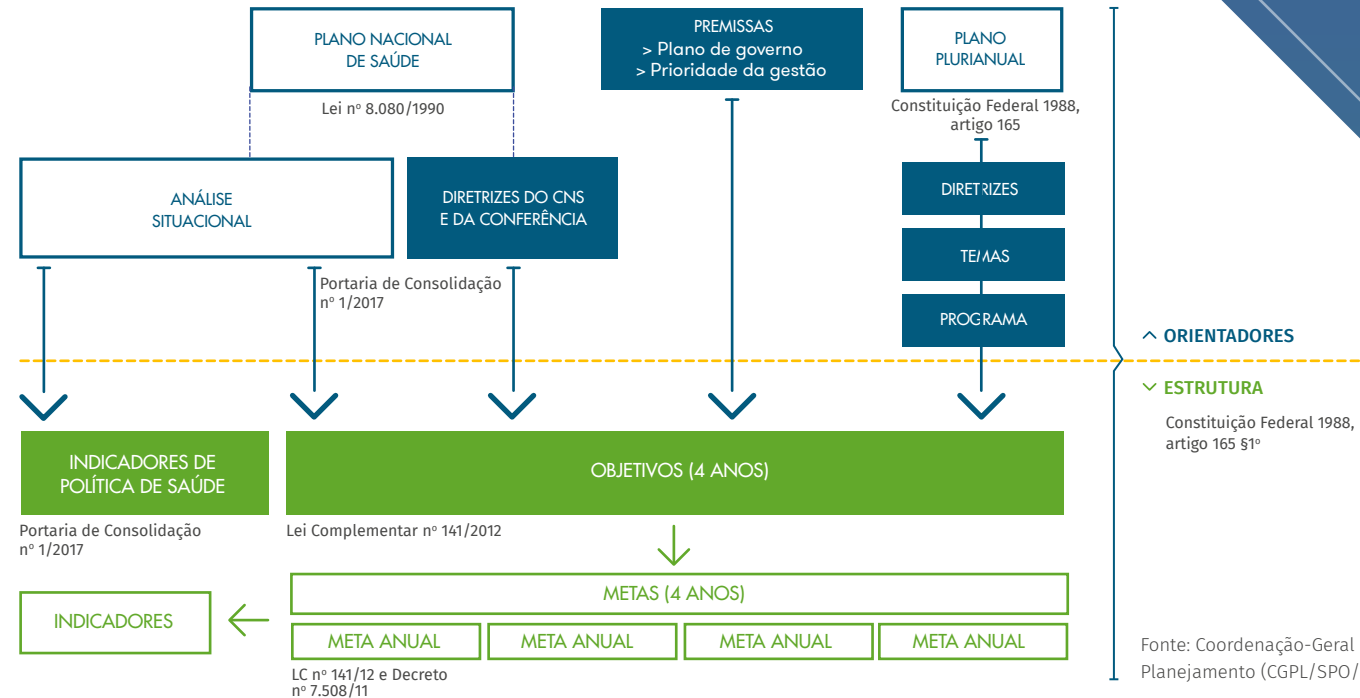 PLANO NACIONAL
DE SAÚDE
Lei nº 8.080/1990
PREMISSAS
> Plano de governo
> Prioridade da gestão
PLANO
PLURIANUAL
Constituição Federal 1988,
artigo 165
ANÁLISE
SITUACIONAL
DIRETRIZES DO CNS
E DA CONFERÊNCIA
DIRETRIZES
TEMAS
PROGRAMA
Portaria de Consolidação
nº 1/2017
ORIENTADORES
ESTRUTURA
Constituição Federal 1988,
artigo 165 §1º
INDICADORES DE
POLÍTICA DE SAÚDE
Portaria de Consolidação
nº 1/2017
OBJETIVOS (4 ANOS)
Lei Complementar nº 141/2012
METAS (4 ANOS)
INDICADORES
META ANUAL
META ANUAL
META ANUAL
META ANUAL
LC nº 141/12 e Decreto
nº 7.508/11
Fonte: Coordenação-Geral
Planejamento (CGPL/SPO/